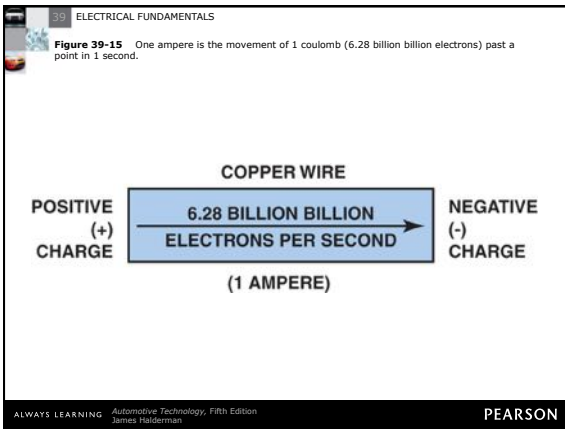 39 ELECTRICAL FUNDAMENTALS
Figure 39-15 One ampere is the movement of 1 coulomb (6.28 billion billion electrons) past a
point in 1 second.
COPPER WIRE
POSITIVE
(+)
CHARGE
6.28 BILLION BILLION
ELECTRONS PER SECOND
NEGATIVE
(-)
CHARGE
(1 AMPERE)
ALWAYS LEARNING
Automotive Technology, Fifth Edition
James Halderman
PEARSON